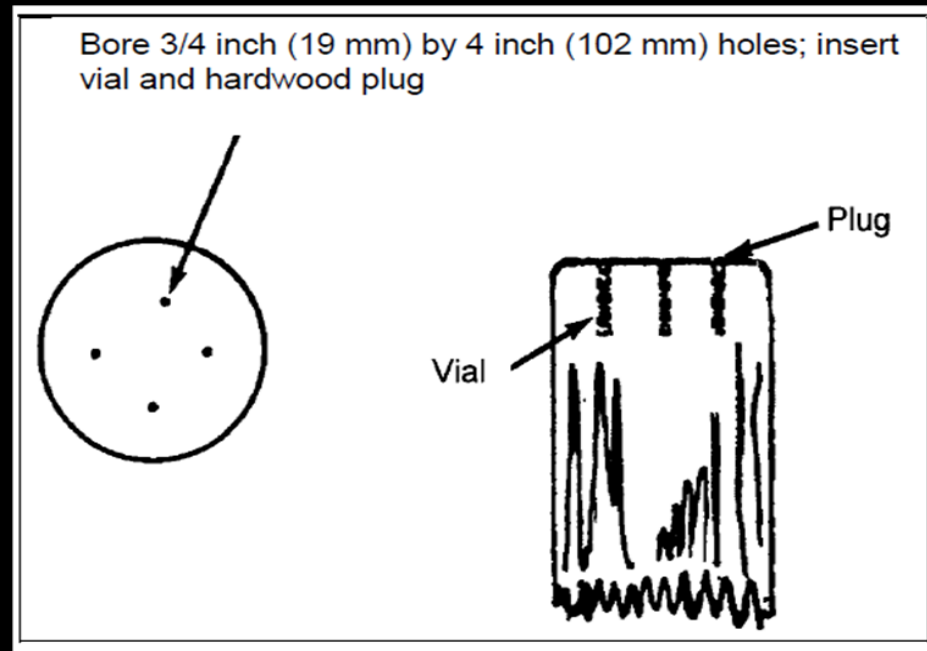 Bore 3/4 inch (19 mm) by 4 inch (102 mm) holes; insert
vial and hardwood plug
Plug
Vial